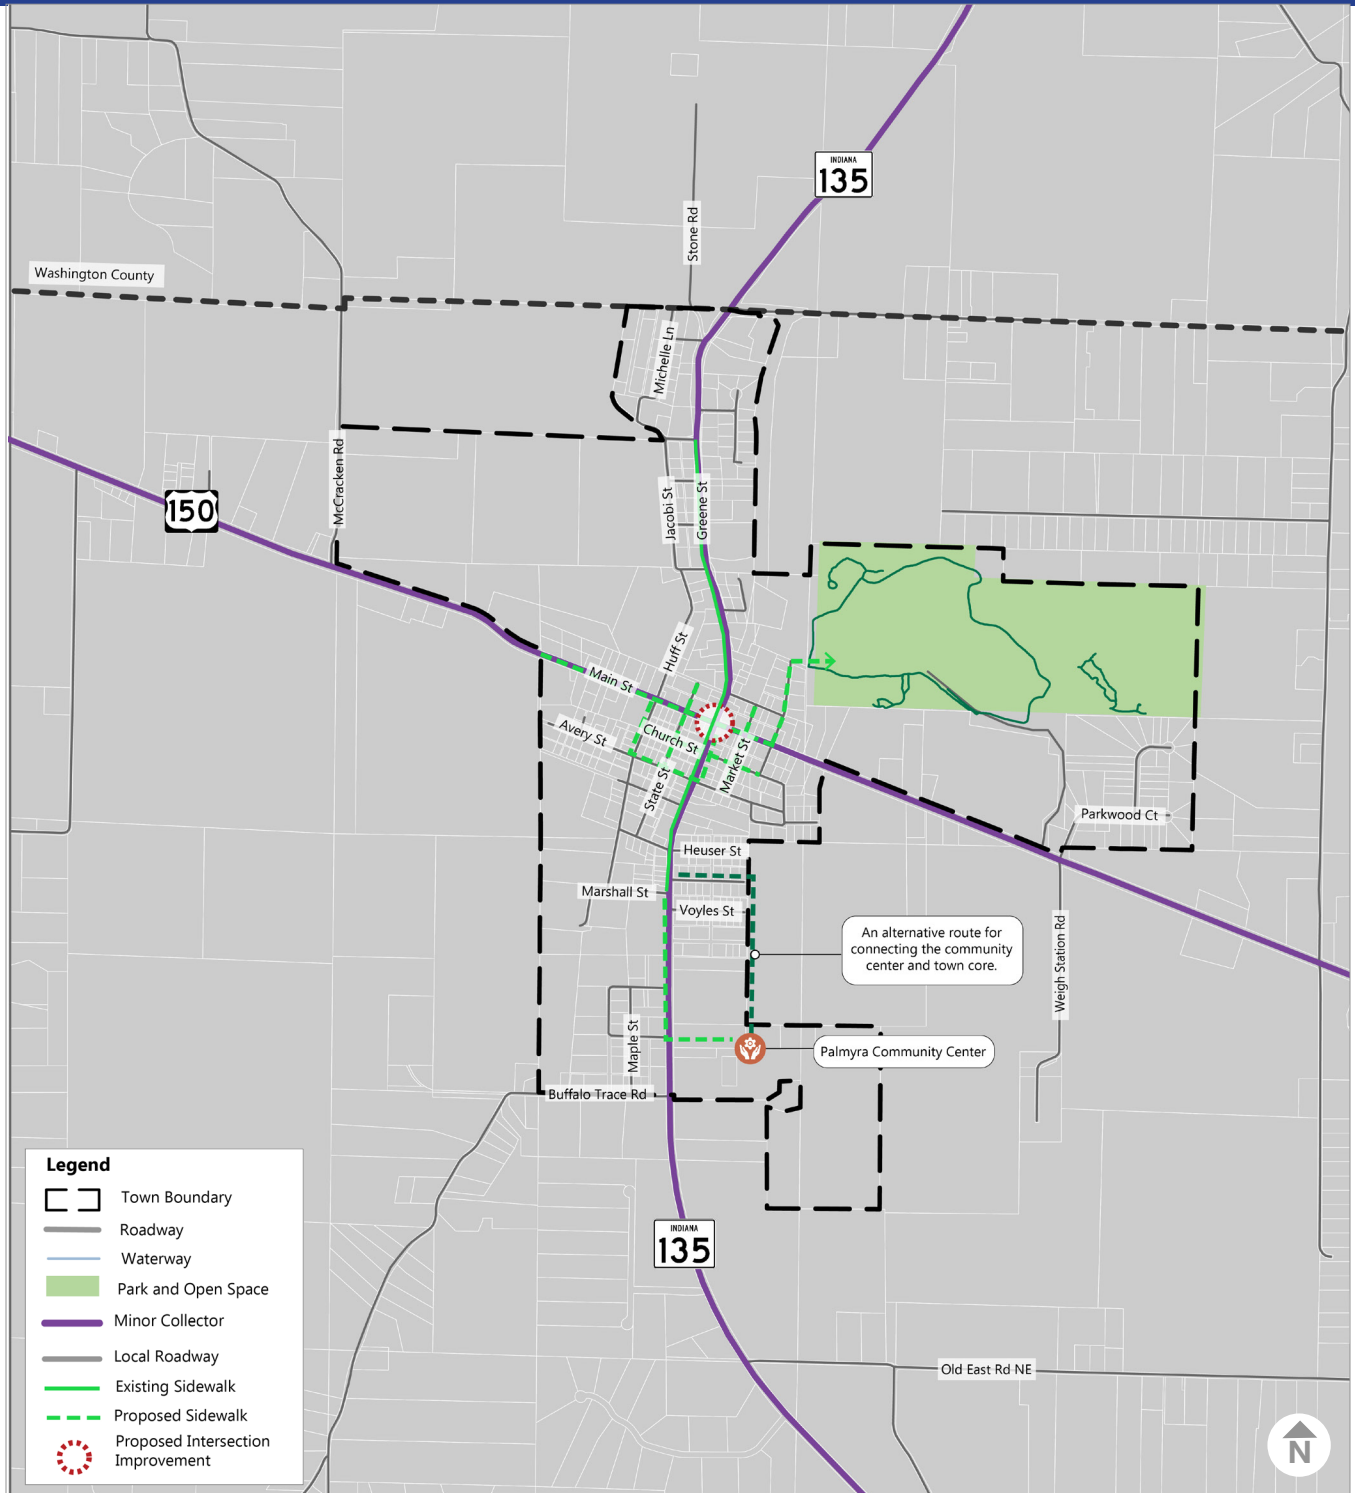 INDIANA
135
Stone Rd
Washington County
Michelle Ln
McCracken Rd
150
Jacobi St
Greene St
Huff St
Main St
Avery St
Church St
Market St
State St
Parkwood Ct
Heuser St
Marshall St
Voyles St
An alternative route for
connecting the community
center and town core.
Weigh Station Rd
Maple St
Palmyra Community Center
Buffalo Trace Rd
INDIANA
135
Old East Rd NE
Legend
Town Boundary
Roadway
Waterway
Park and Open Space
Minor Collector
Local Roadway
Existing Sidewalk
Proposed Sidewalk
Proposed Intersection
Improvement
N